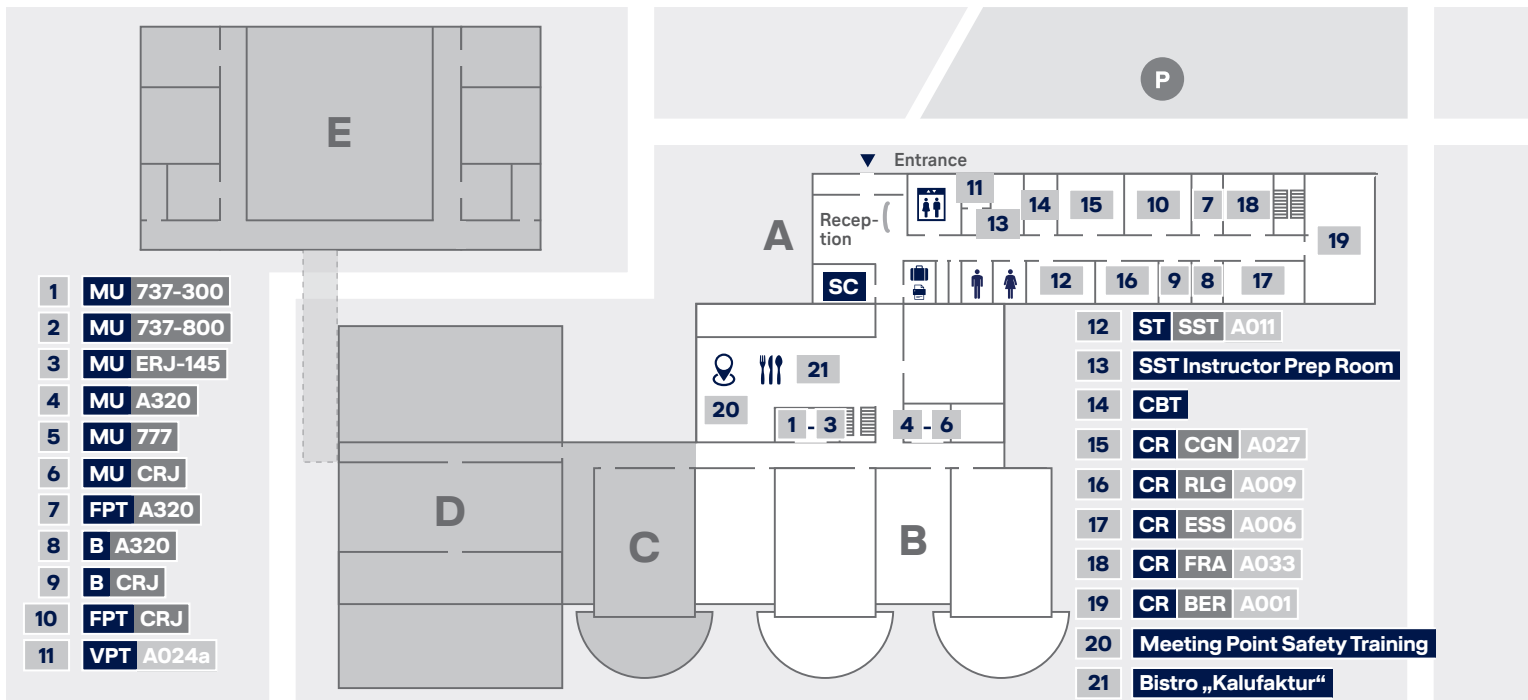 P
E
Entrance
A
Recep-
tion
SC
11
13
14
15
10
7
18
19
12
16
9
8
17
21
20
1 - 3
4 - 6
D
C
B
1 MU 737-300
2 MU 737-800
3 MU ERJ-145
4 MU A320
5 MU 777
6 MU CRJ
7 FPT A320
8 B A320
9 B CRJ
10 FPT CRJ
11 VPT A024a
12 ST SST A011
13 SST Instructor Prep Room
14 CBT
15 CR CGN A027
16 CR RLG A009
17 CR ESS A006
18 CR FRA A033
19 CR BER A001
20 Meeting Point Safety Training
21 Bistro „Kalufaktur“